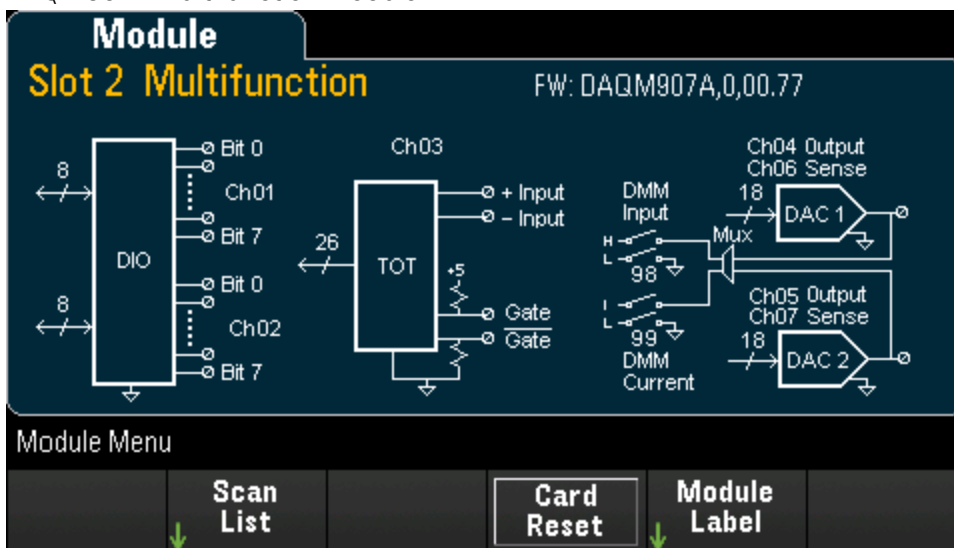 Module
Slot 2 Multifunction
FW: DAQM907A,0,00.77
8
DIO
8
Bit 0
Ch01
Bit 7
Bit 0
Ch02
Bit 7
Ch03
26
TOT
+ Input
– Input
+5
Gate
Gate
DMM
Input
H
L
98
I
L
99
DMM
Current
Mux
Ch04 Output
Ch06 Sense
18
DAC 1
Ch05 Output
Ch07 Sense
18
DAC 2
Module Menu
Scan
List
Card
Reset
Module
Label